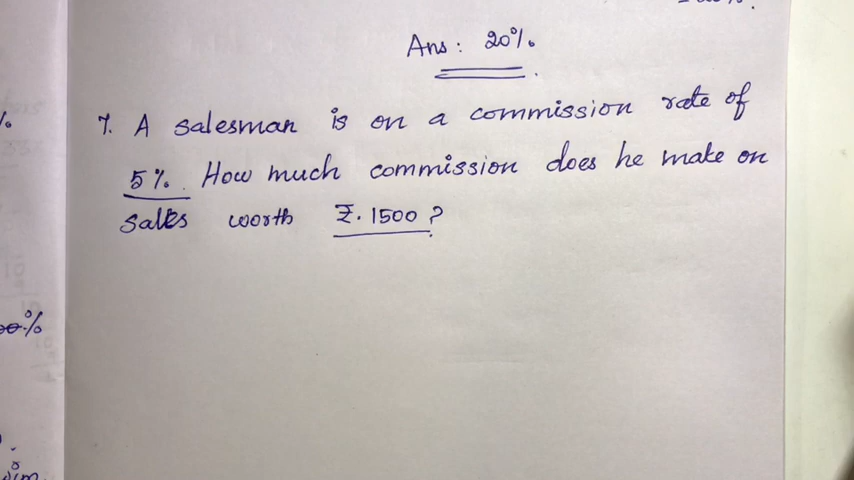 Ans: 20%.
7. A salesman is on a commission rate of
5%. How much commission does he make on
sales worth ₹.1500?